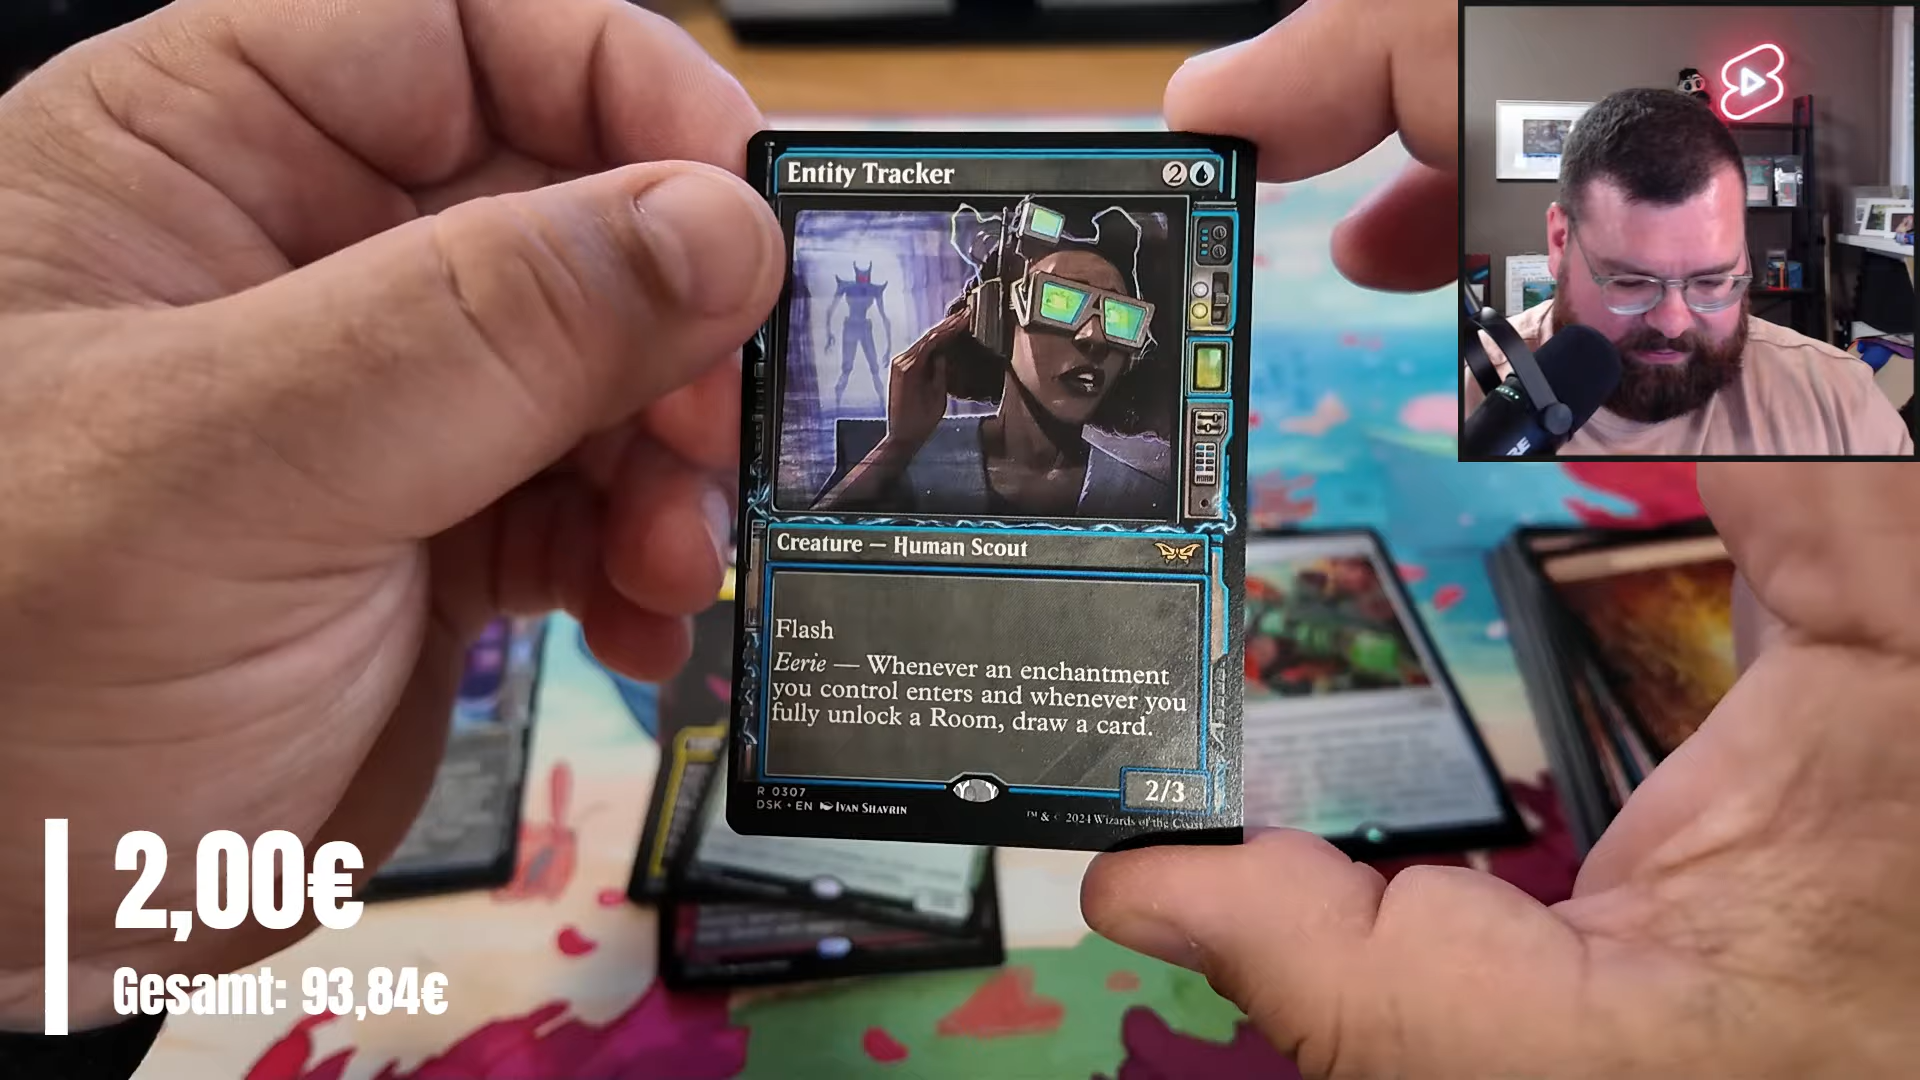 Entity Tracker
2
Creature — Human Scout
Flash
Eerie — Whenever an enchantment
you control enters and whenever you
fully unlock a Room, draw a card.
2/3
R 0307
DSK • EN Ivan Shavrin
™ & © 2024 Wizards of the Coast
2,00€
Gesamt: 93,84€